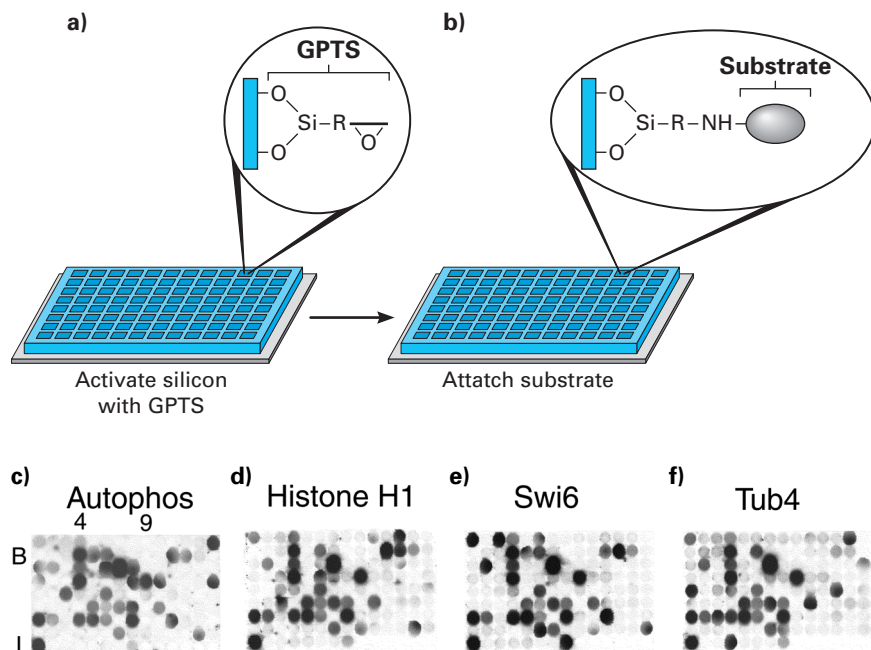 a)
GPTS
O
Si–R
O
O
Activate silicon
with GPTS
b)
Substrate
O
Si–R–NH
O
Attatch substrate
c)
Autophos
4 9
B
I
d)
Histone H1
e)
Swi6
f)
Tub4